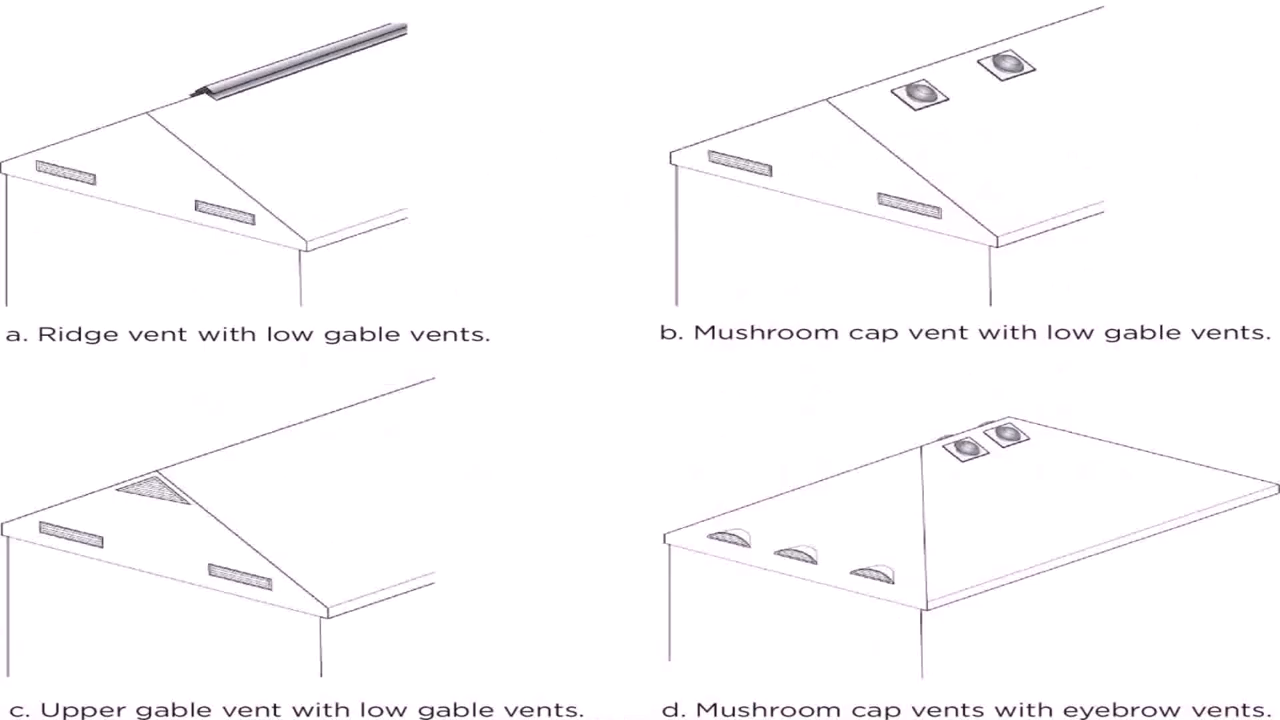 a. Ridge vent with low gable vents.
b. Mushroom cap vent with low gable vents.
c. Upper gable vent with low gable vents.
d. Mushroom cap vents with eyebrow vents.